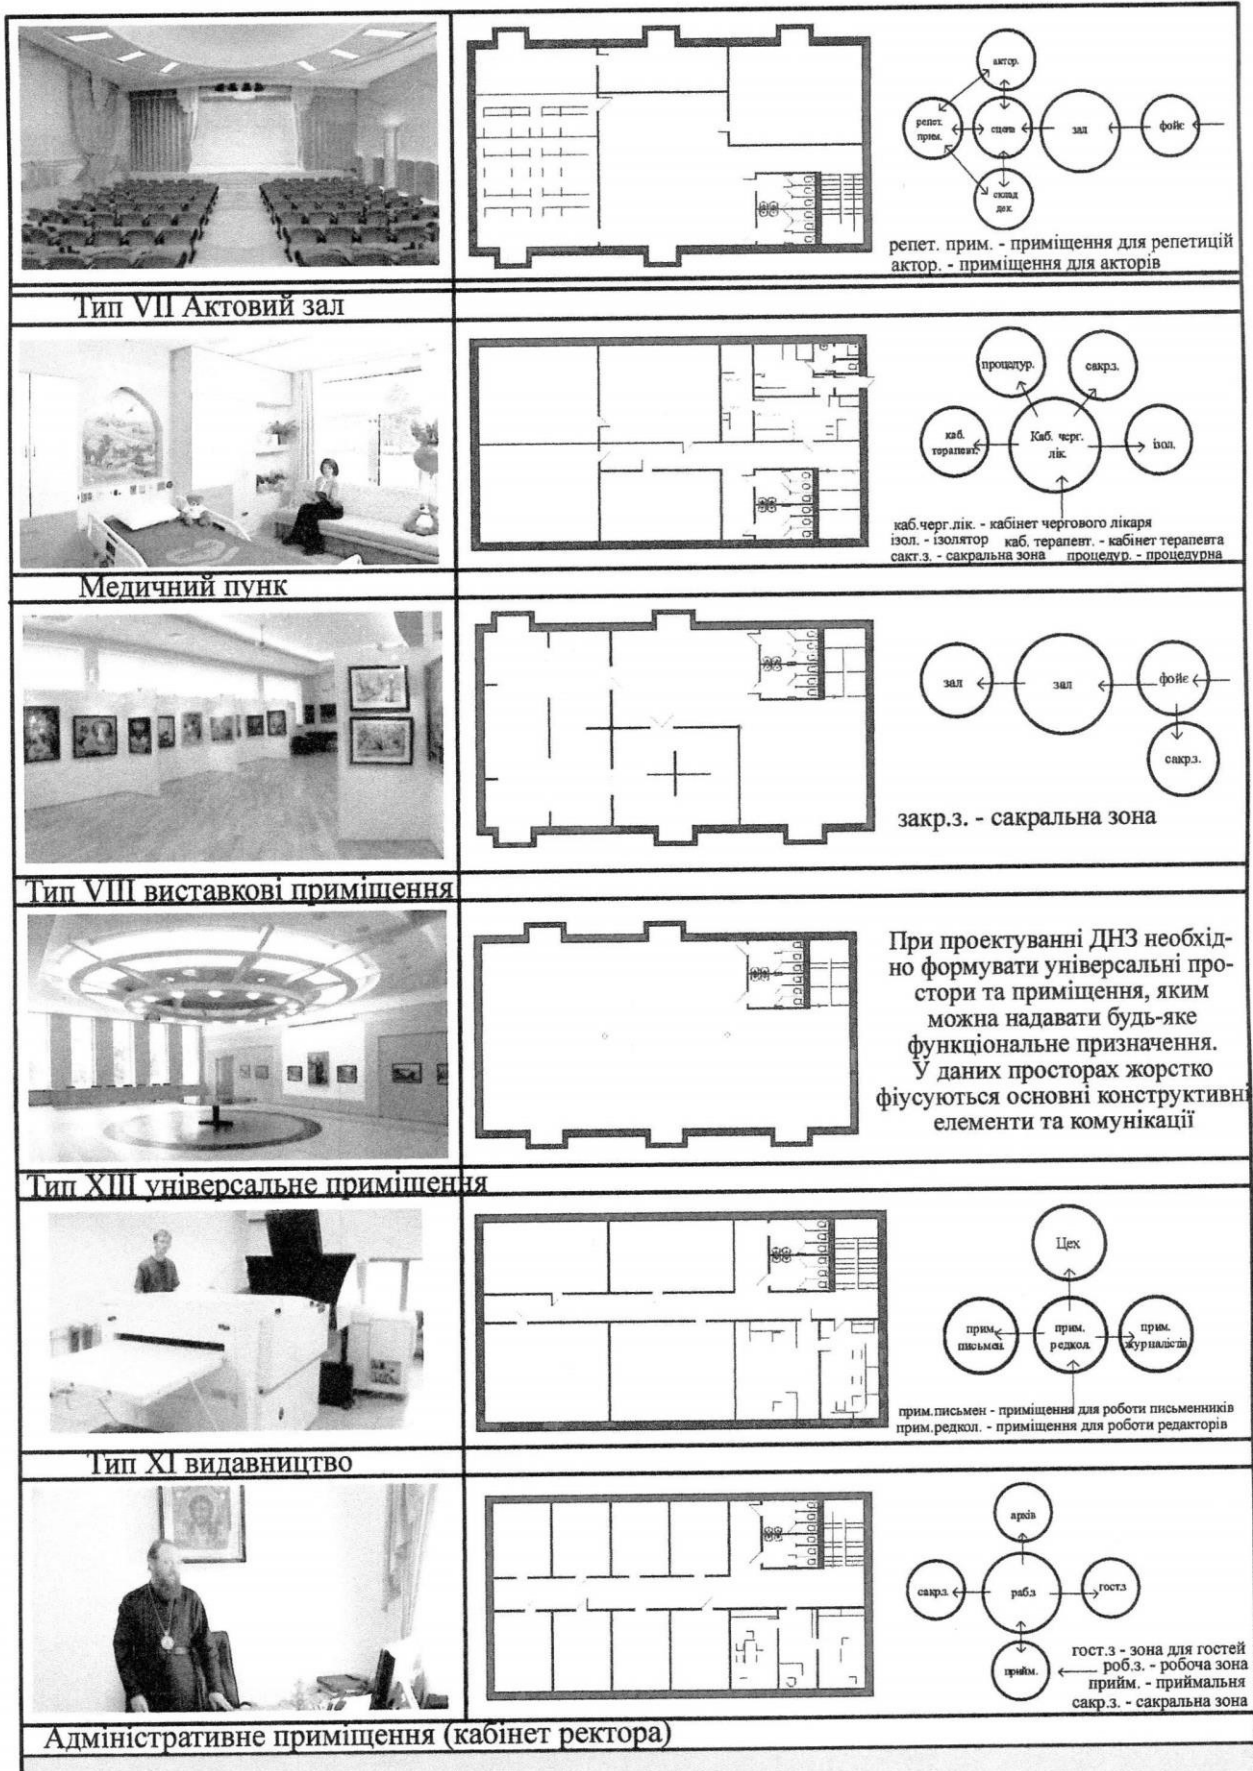 актор.
репет.
прим.
сцена
зал
фойє
склад
дек.
репет. прим. - приміщення для репетицій
актор. - приміщення для акторів
Тип VII Актовий зал
процедур.
сакр.з.
каб.
терапевт.
Каб. черг.
лік.
ізол.
каб.черг.лік. - кабінет чергового лікаря
ізол. - ізолятор каб. терапевт. - кабінет терапевта
сакт.з. - сакральна зона процедур. - процедурна
Медичний пунк
зал
зал
фойє
сакр.з.
закр.з. - сакральна зона
Тип VIII виставкові приміщення
При проектуванні ДНЗ необхід-
но формувати універсальні про-
стори та приміщення, яким
можна надавати будь-яке
функціональне призначення.
У даних просторах жорстко
фіусуються основні конструктивні
елементи та комунікації
Тип XIII універсальне приміщення
Цех
прим.
письмен.
прим.
редкол.
прим.
журналістів
прим.письмен - приміщення для роботи письменників
прим.редкол. - приміщення для роботи редакторів
Тип XI видавництво
архів
сакр.з.
раб.з
гост.з
прийм.
гост.з - зона для гостей
роб.з. - робоча зона
прийм. - приймальня
сакр.з. - сакральна зона
Адміністративне приміщення (кабінет ректора)